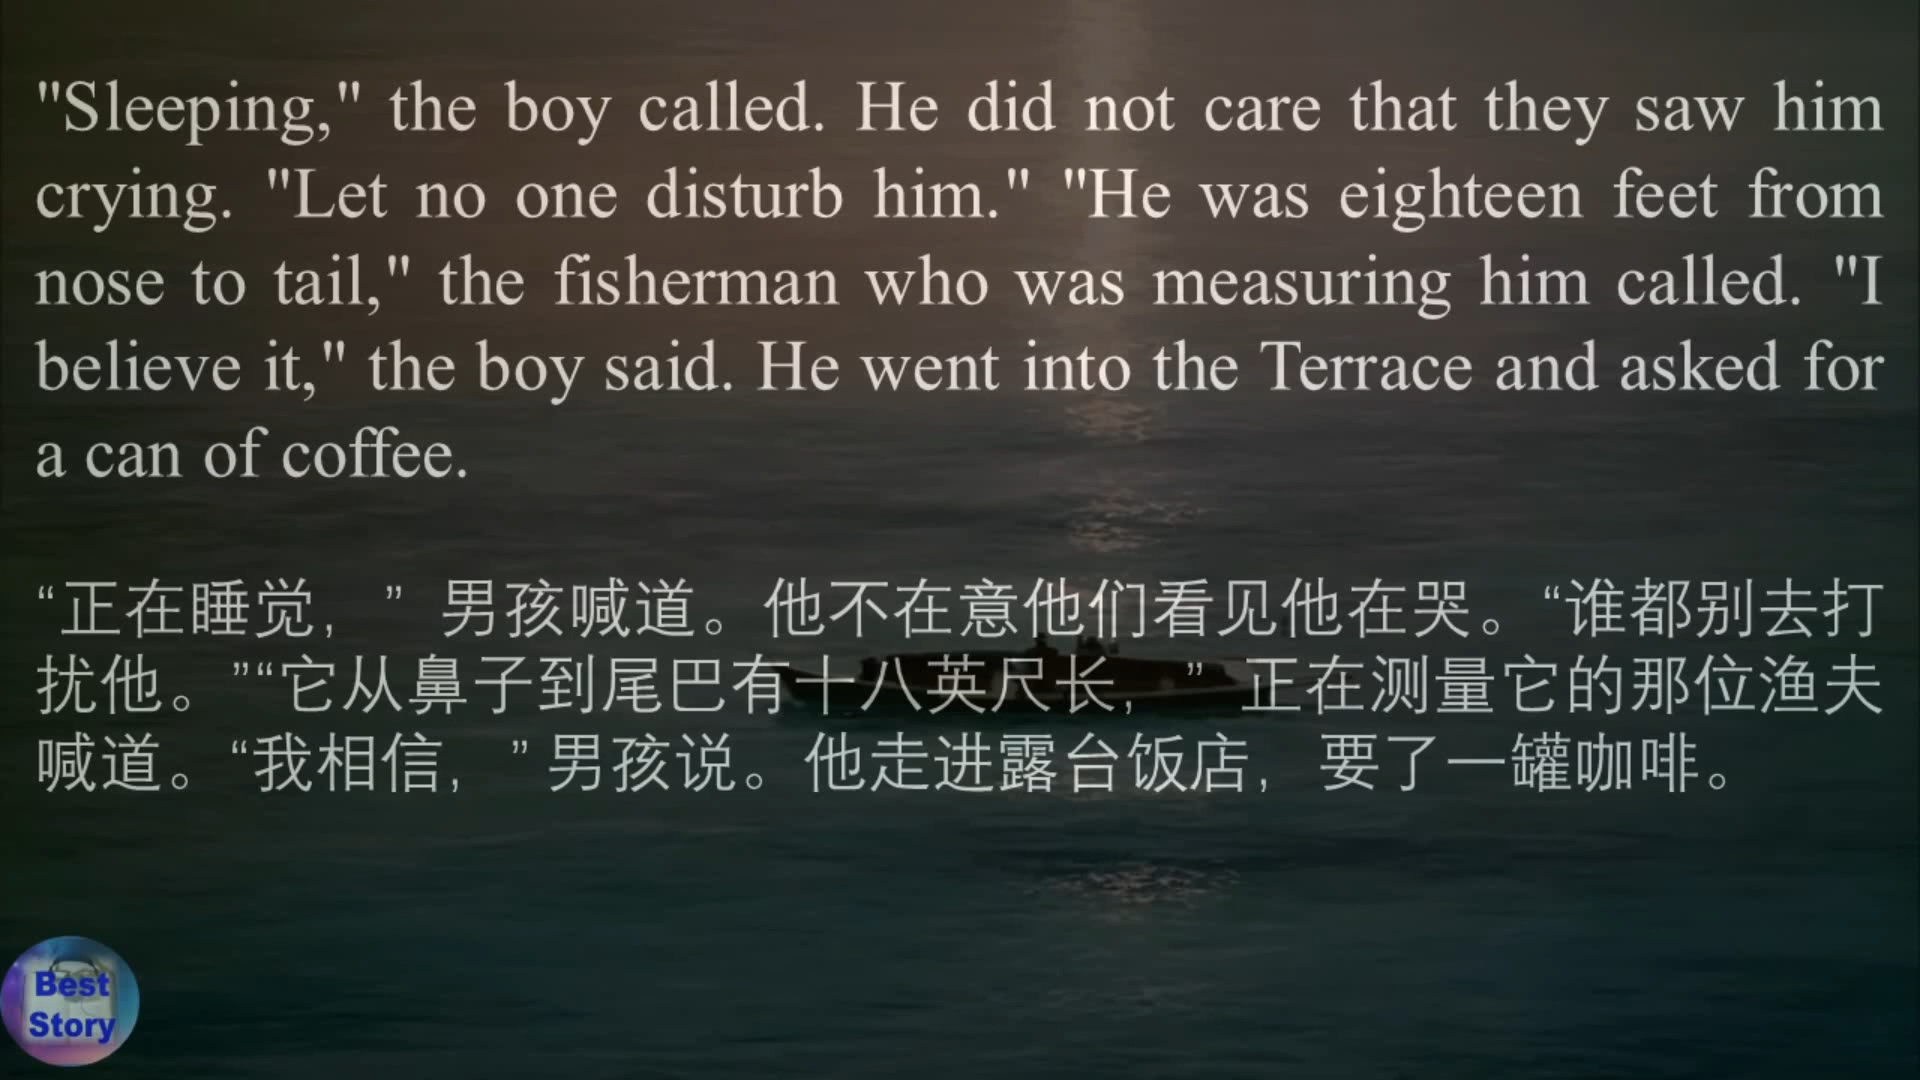 "Sleeping," the boy called. He did not care that they saw him
crying. "Let no one disturb him." "He was eighteen feet from
nose to tail," the fisherman who was measuring him called. "I
believe it," the boy said. He went into the Terrace and asked for
a can of coffee.
“正在睡觉，” 男孩喊道。他不在意他们看见他在哭。“谁都别去打
扰他。”“它从鼻子到尾巴有十八英尺长，” 正在测量它的那位渔夫
喊道。“我相信，” 男孩说。他走进露台饭店，要了一罐咖啡。
Best
Story